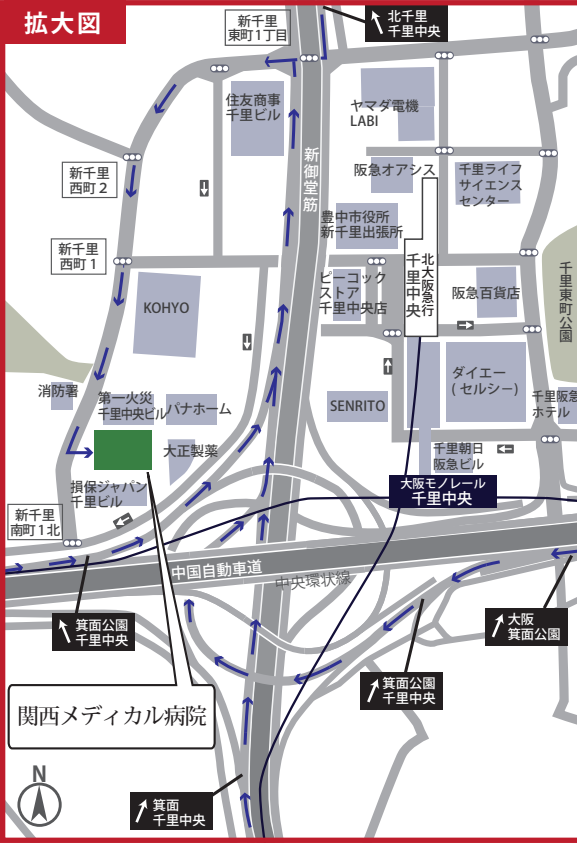 拡大図
新千里
東町1丁目
北千里
千里中央
住友商事
千里ビル
ヤマダ電機
LABI
新御堂筋
阪急オアシス
千里ライフ
サイエンス
センター
新千里
西町2
豊中市役所
新千里出張所
北大阪急行
千里中央
新千里
西町1
ピーコック
ストア
千里中央店
阪急百貨店
千里東町公園
KOHYO
ダイエー
(セルシー)
消防署
第一火災
千里中央ビル
パナホーム
SENRITO
千里阪急
ホテル
大正製薬
千里朝日
阪急ビル
損保ジャパン
千里ビル
大阪モノレール
千里中央
新千里
南町1北
中国自動車道
中央環状線
箕面公園
千里中央
大阪
箕面公園
箕面公園
千里中央
関西メディカル病院
N
箕面
千里中央